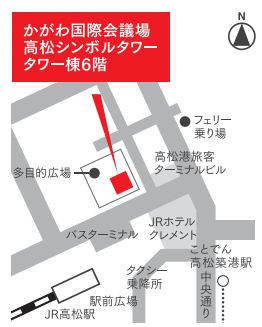 かがわ国際会議場
高松シンボルタワー
タワー棟6階
N
フェリー
乗り場
高松港旅客
ターミナルビル
多目的広場
JRホテル
クレメント
バスターミナル
ことでん
高松築港駅
タクシー
乗降所
中央通り
駅前広場
JR高松駅